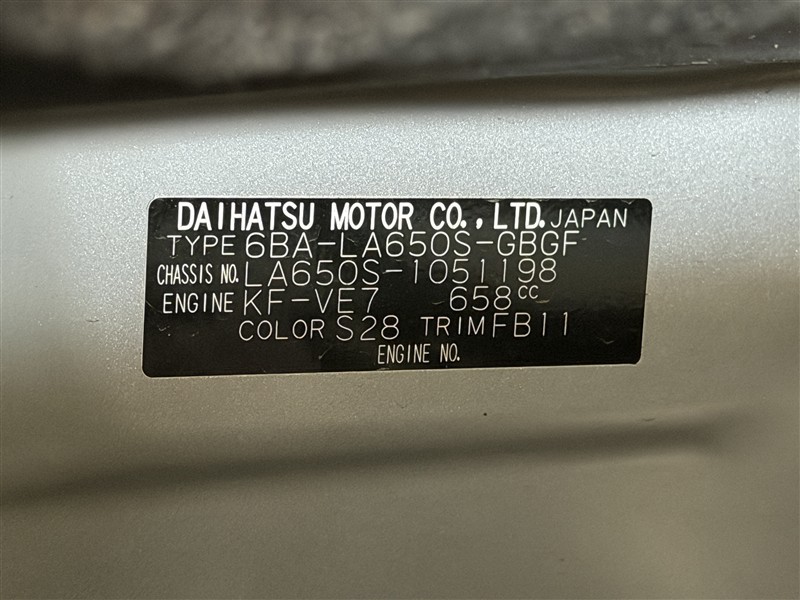 DAIHATSU MOTOR CO., LTD. JAPAN
TYPE 6BA-LA650S-GBGF
CHASSIS NO. LA650S-1051198
ENGINE KF-VE7 658cc
COLOR S28 TRIM FB11
ENGINE NO.